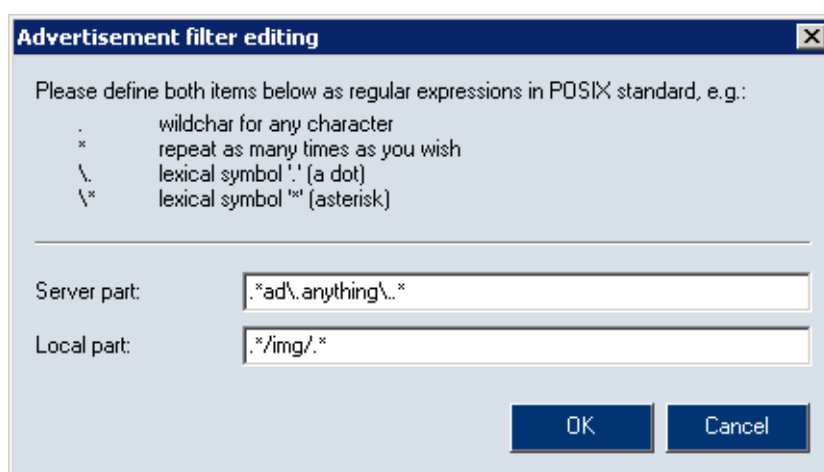 Advertisement filter editing
Please define both items below as regular expressions in POSIX standard, e.g.:
. wildchar for any character
* repeat as many times as you wish
\. lexical symbol '.' (a dot)
\* lexical symbol '*' (asterisk)
Server part: .*ad\.anything\..*
Local part: .*/img/.*
OK Cancel